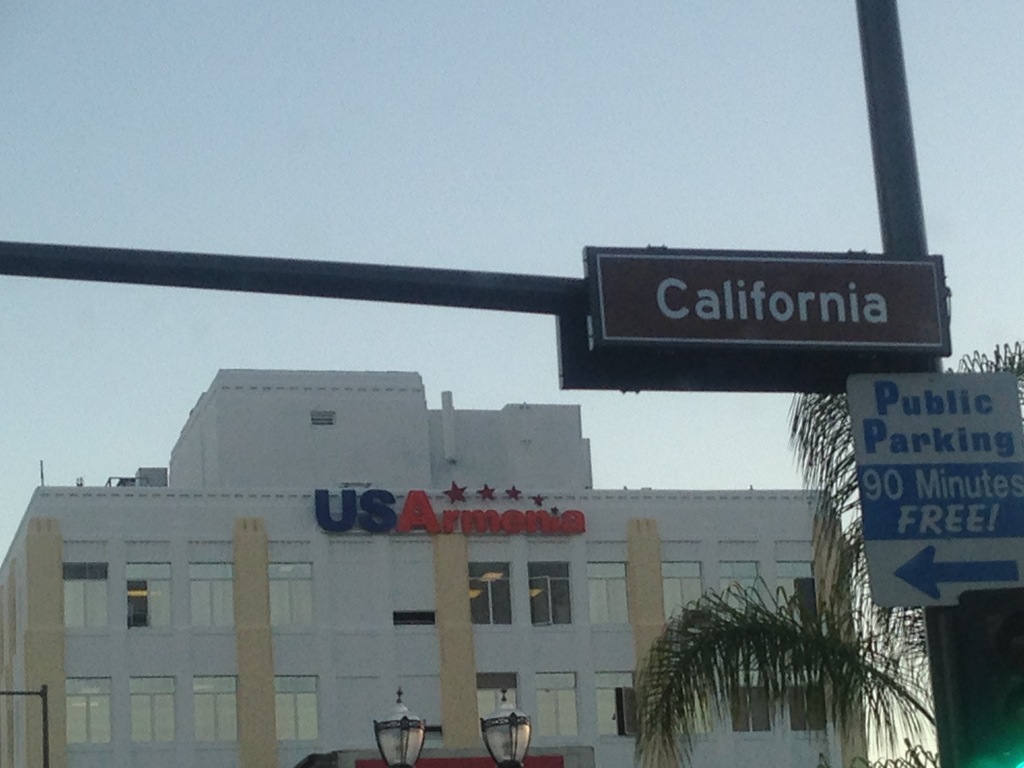 California
Public
Parking
90 Minutes
FREE!
USArmenia